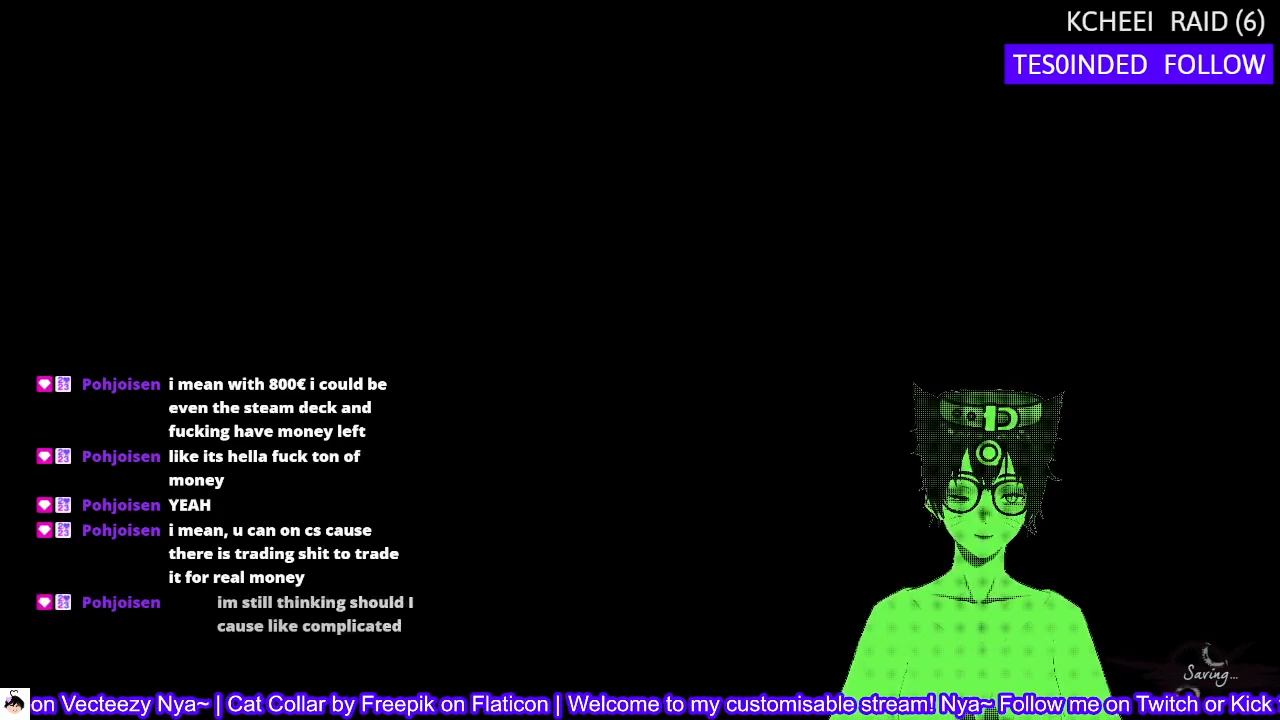 KCHEEI RAID (6)
TES0INDED FOLLOW
Pohjoisen i mean with 800€ i could be
even the steam deck and
fucking have money left
Pohjoisen like its hella fuck ton of
money
Pohjoisen YEAH
Pohjoisen i mean, u can on cs cause
there is trading shit to trade
it for real money
Pohjoisen im still thinking should I
cause like complicated
Saving...
on Vecteezy Nya~ | Cat Collar by Freepik on Flaticon | Welcome to my customisable stream! Nya~ Follow me on Twitch or Kick